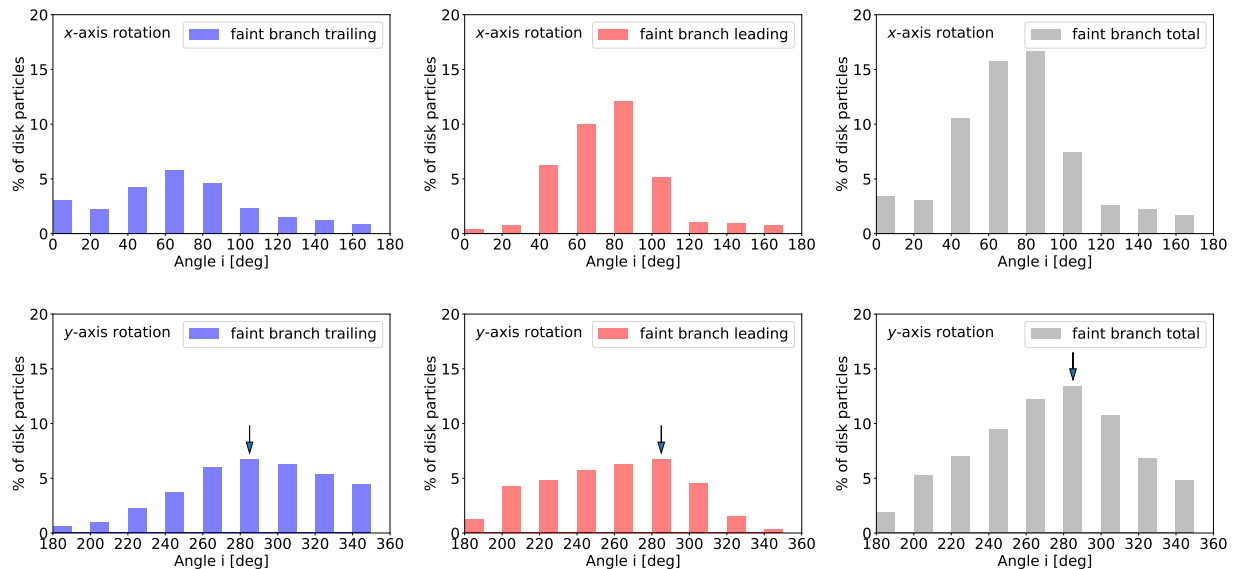 x-axis rotation
faint branch trailing
% of disk particles
20
15
10
5
0
0 20 40 60 80 100 120 140 160 180
Angle i [deg]
x-axis rotation
faint branch leading
% of disk particles
20
15
10
5
0
0 20 40 60 80 100 120 140 160 180
Angle i [deg]
x-axis rotation
faint branch total
% of disk particles
20
15
10
5
0
0 20 40 60 80 100 120 140 160 180
Angle i [deg]
y-axis rotation
faint branch trailing
% of disk particles
20
15
10
5
0
180 200 220 240 260 280 300 320 340 360
Angle i [deg]
y-axis rotation
faint branch leading
% of disk particles
20
15
10
5
0
180 200 220 240 260 280 300 320 340 360
Angle i [deg]
y-axis rotation
faint branch total
% of disk particles
20
15
10
5
0
180 200 220 240 260 280 300 320 340 360
Angle i [deg]